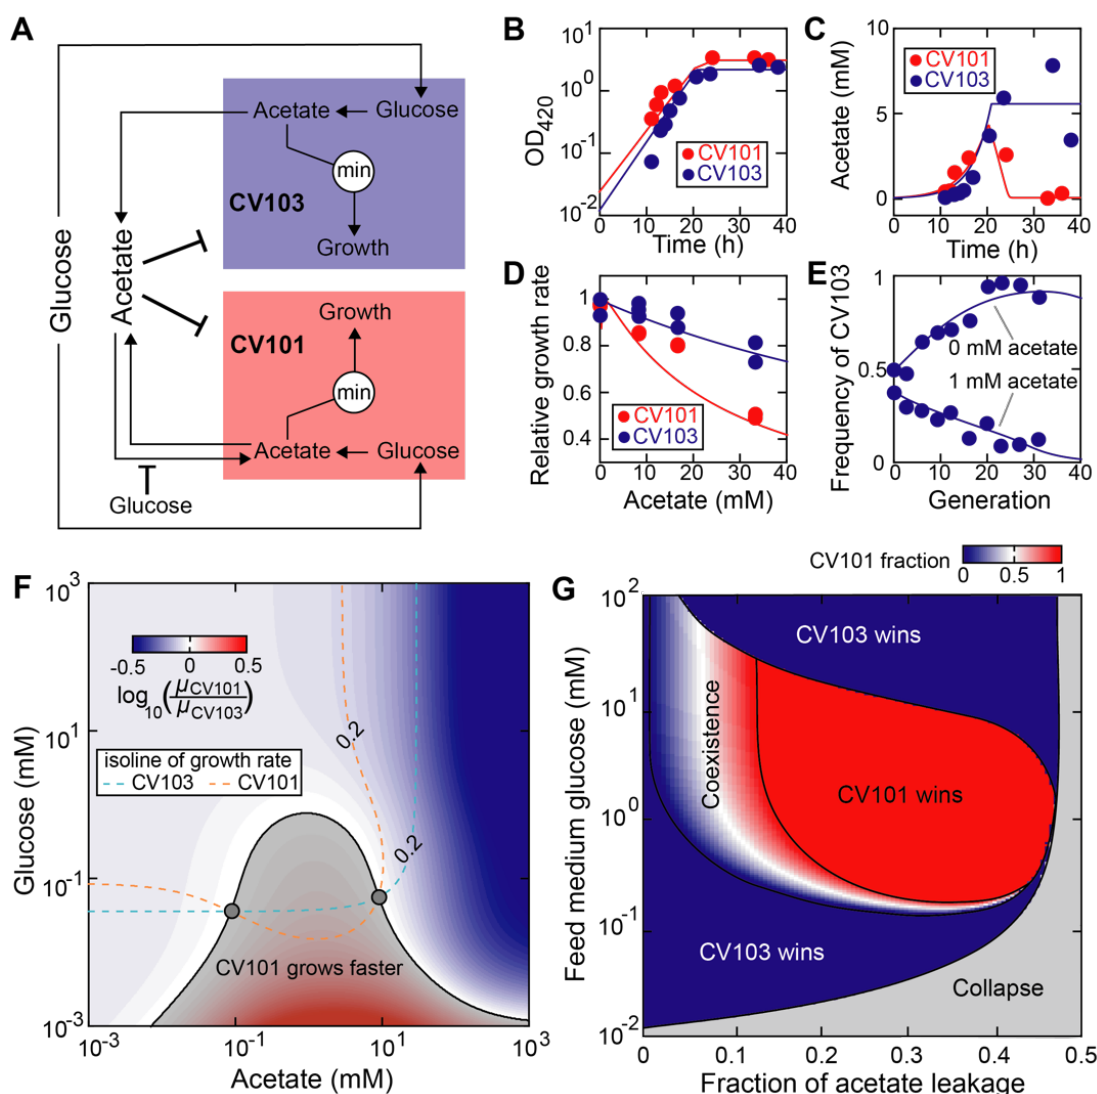 A
Glucose
Acetate
Acetate
Glucose
min
CV103
Growth
Growth
CV101
min
Acetate
Glucose
Glucose
B
OD420
10^1
10^0
10^-1
10^-2
CV101
CV103
0 10 20 30 40
Time (h)
C
Acetate (mM)
10
5
0
CV101
CV103
0 10 20 30 40
Time (h)
D
Relative growth rate
1
0.8
0.6
0.4
CV101
CV103
0 10 20 30 40
Acetate (mM)
E
Frequency of CV103
1
0.5
0
0 mM acetate
1 mM acetate
0 10 20 30 40
Generation
F
Glucose (mM)
10^3
10^1
10^-1
10^-3
-0.5 0 0.5
log10(μCV101/μCV103)
isoline of growth rate
CV103 CV101
0.2
0.2
CV101 grows faster
10^-3 10^-1 10^1 10^3
Acetate (mM)
CV101 fraction
0 0.5 1
G
Feed medium glucose (mM)
10^2
10^1
10^0
10^-1
10^-2
CV103 wins
Coexistence
CV101 wins
CV103 wins
Collapse
0 0.1 0.2 0.3 0.4 0.5
Fraction of acetate leakage